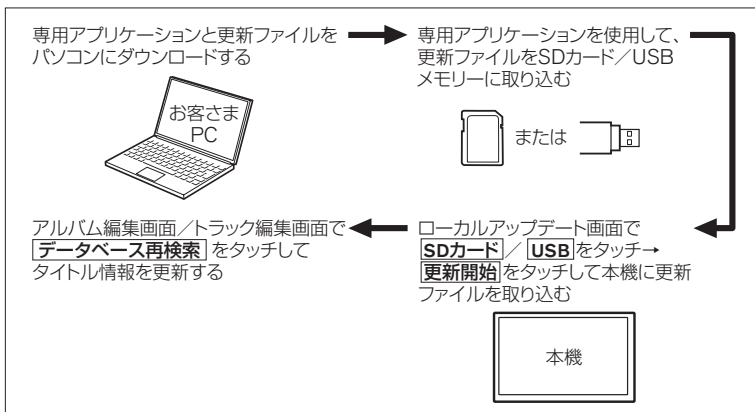 専用アプリケーションと更新ファイルを
パソコンにダウンロードする
お客さま
PC
専用アプリケーションを使用して、
更新ファイルをSDカード／USB
メモリーに取り込む
または
ローカルアップデート画面で
SDカード／USBをタッチ→
更新開始をタッチして本機に更新
ファイルを取り込む
本機
アルバム編集画面／トラック編集画面で
データベース再検索をタッチして
タイトル情報を更新する